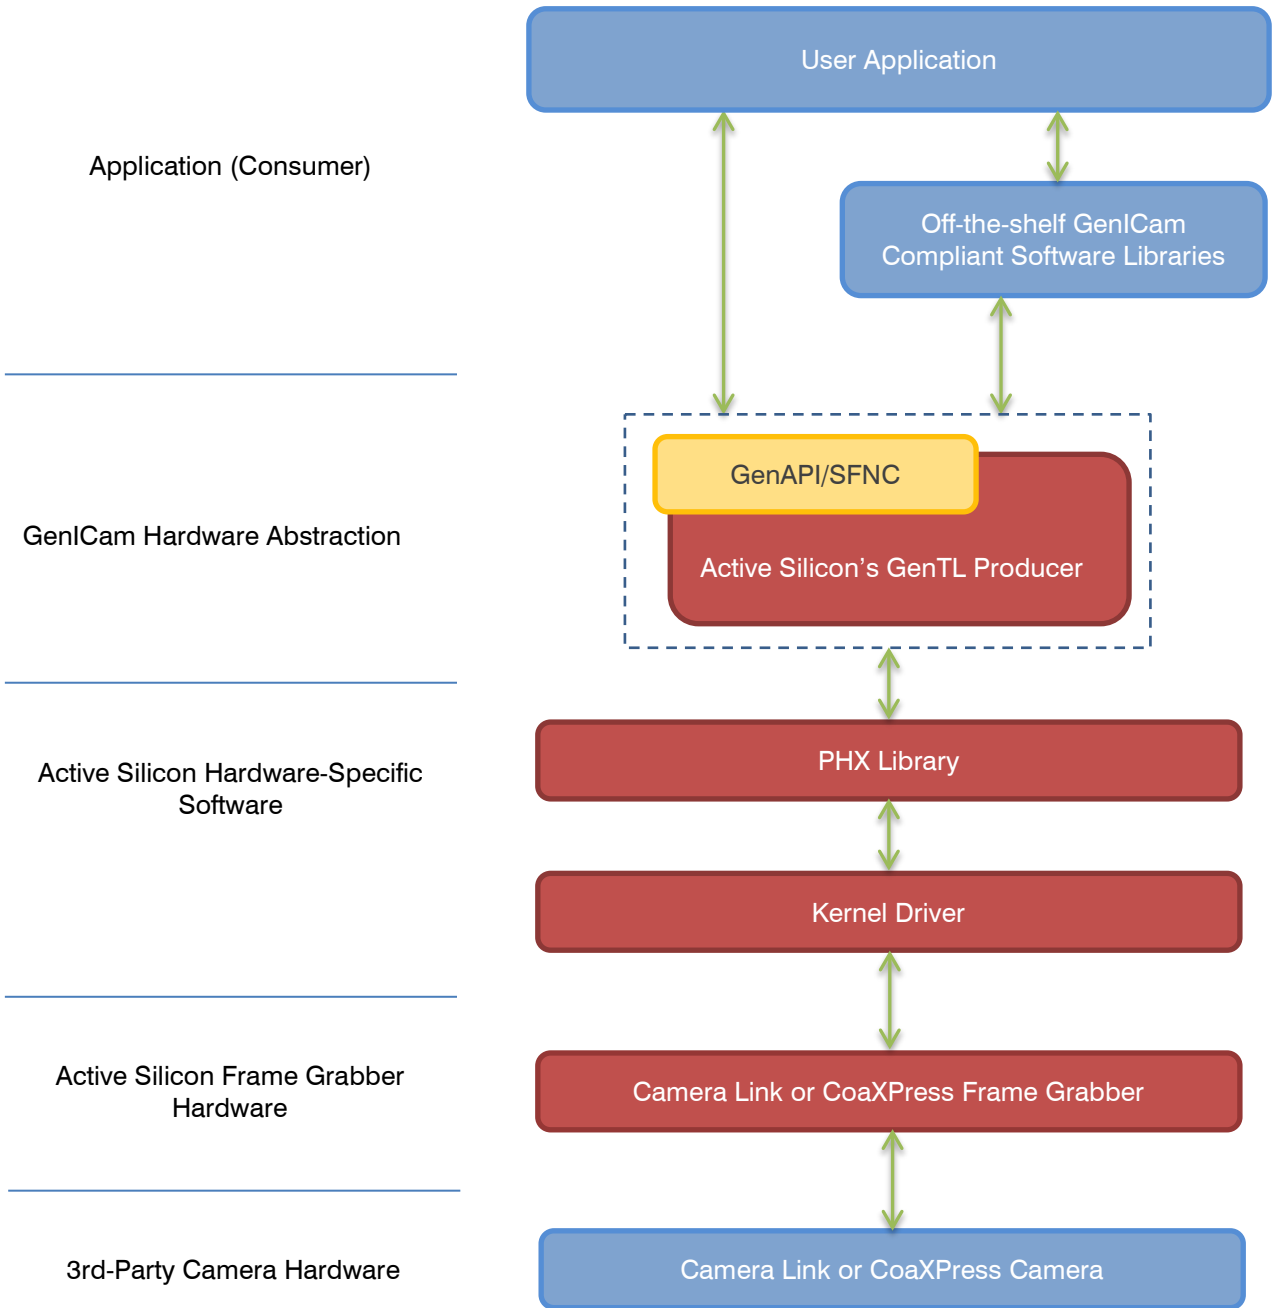 User Application
Application (Consumer)
Off-the-shelf GenICam
Compliant Software Libraries
GenAPI/SFNC
GenICam Hardware Abstraction
Active Silicon’s GenTL Producer
PHX Library
Active Silicon Hardware-Specific
Software
Kernel Driver
Active Silicon Frame Grabber
Hardware
Camera Link or CoaXPress Frame Grabber
3rd-Party Camera Hardware
Camera Link or CoaXPress Camera